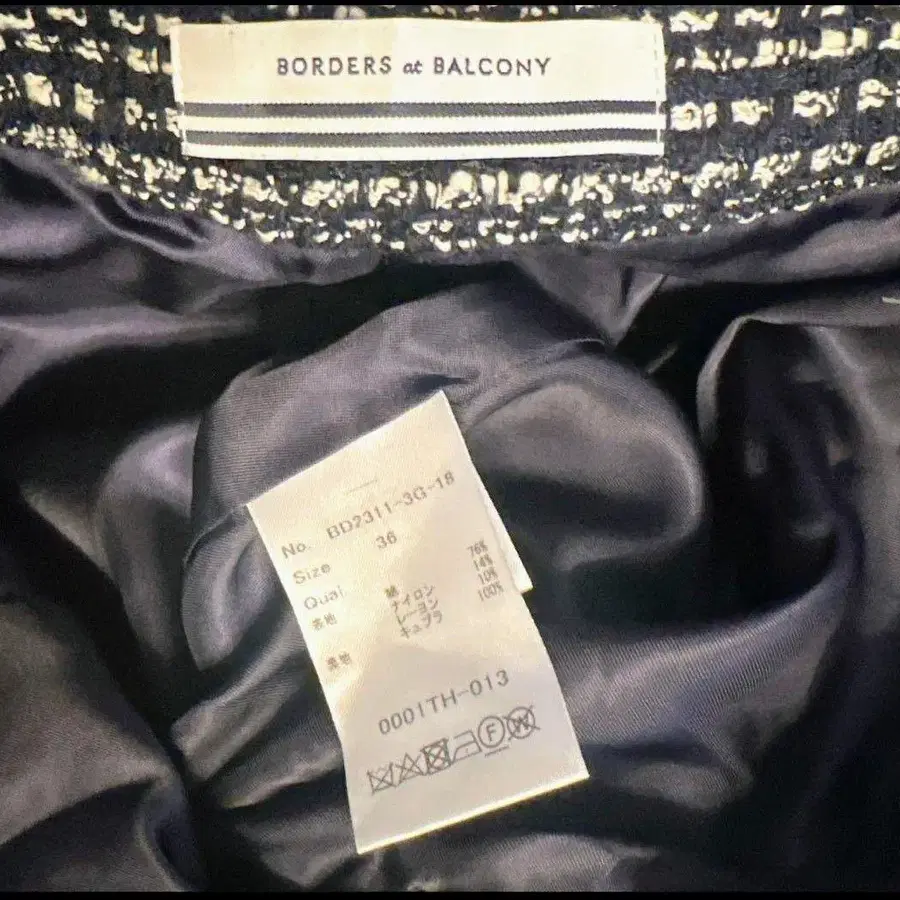 BORDERS at BALCONY
No. BD2311-3G-18
Size 36
Qual.
表地 綿 76%
ナイロン 14%
レーヨン 10%
裏地 キュプラ 100%
0001TH-013
F W